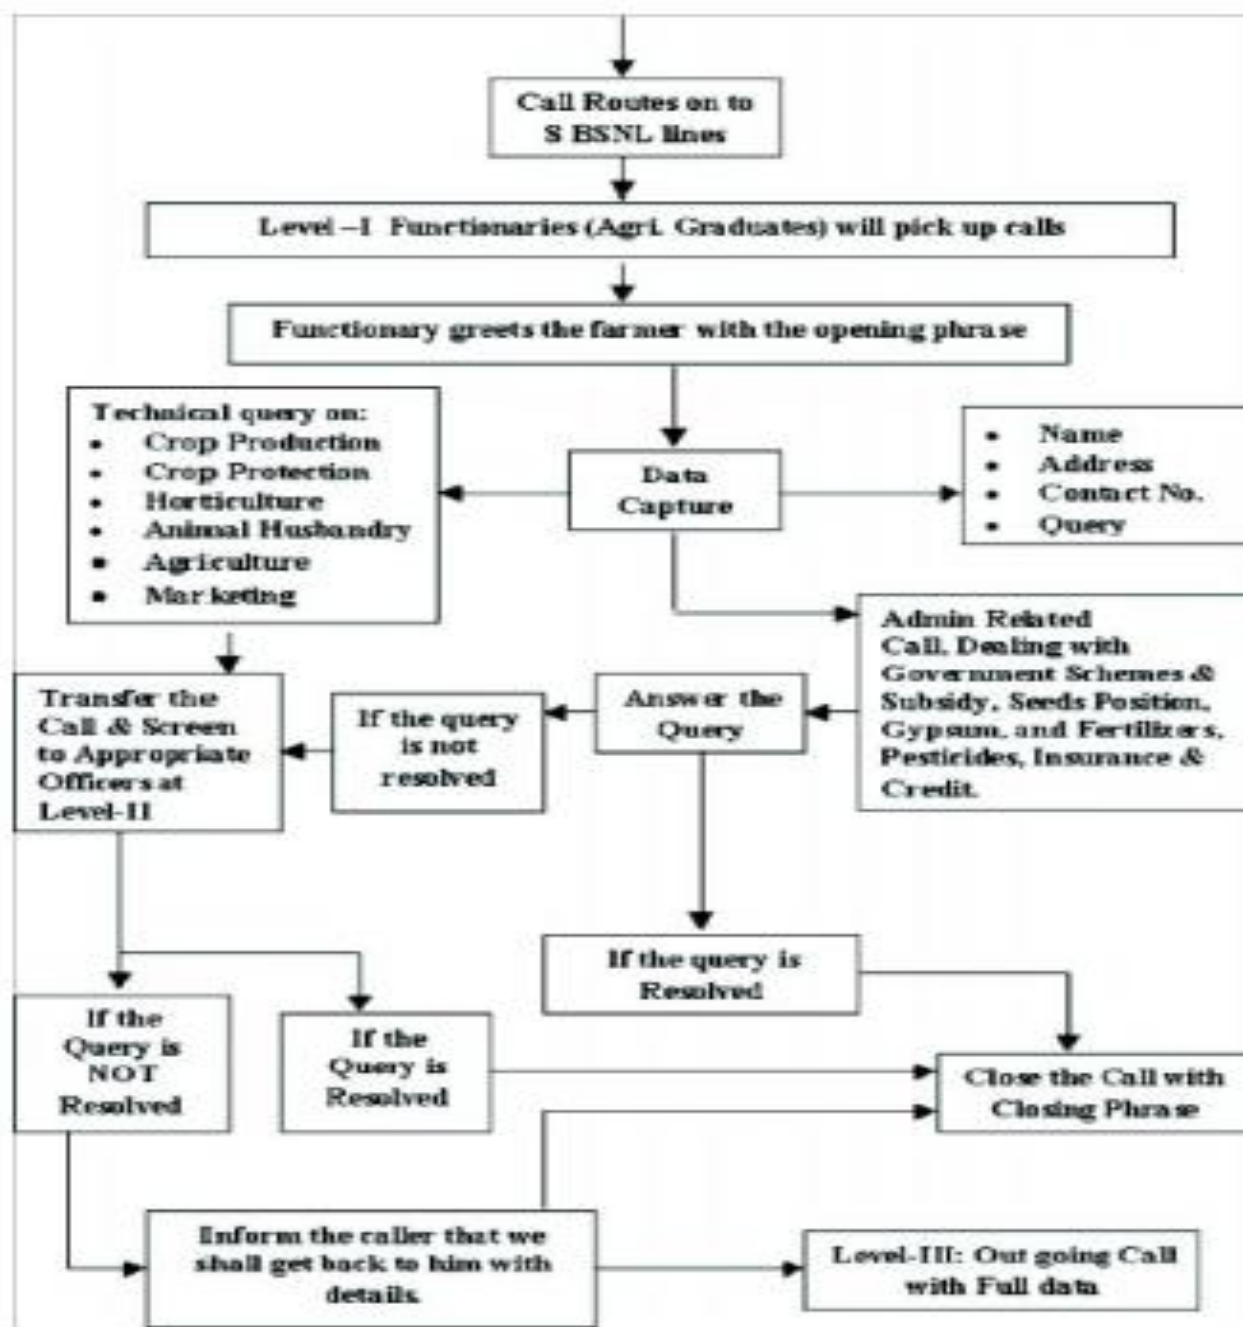 Call Routes on to
8 BSNL lines
Level –I Functionaries (Agri. Graduates) will pick up calls
Functionary greets the farmer with the opening phrase
Technical query on:
• Crop Production
• Crop Protection
• Horticulture
• Animal Husbandry
• Agriculture
• Marketing
Data
Capture
• Name
• Address
• Contact No.
• Query
Admin Related
Call, Dealing with
Government Schemes &
Subsidy, Seeds Position,
Gypsum, and Fertilizers,
Pesticides, Insurance &
Credit.
Answer the
Query
If the query
is not
resolved
Transfer the
Call & Screen
to Appropriate
Officers at
Level-II
If the query is
Resolved
If the
Query is
NOT
Resolved
If the
Query is
Resolved
Close the Call with
Closing Phrase
Inform the caller that we
shall get back to him with
details.
Level-III: Out going Call
with Full data